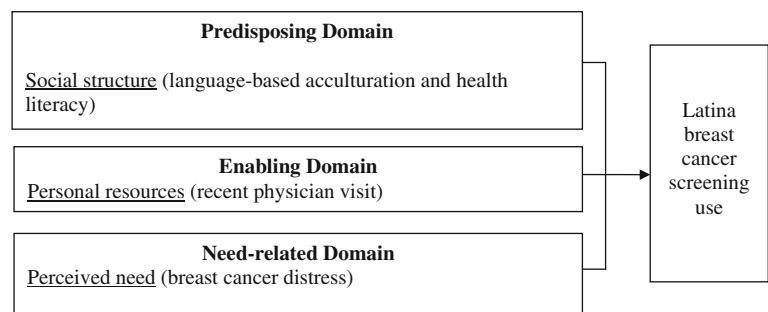 Predisposing Domain
Social structure (language-based acculturation and health
literacy)
Enabling Domain
Personal resources (recent physician visit)
Need-related Domain
Perceived need (breast cancer distress)
Latina
breast
cancer
screening
use